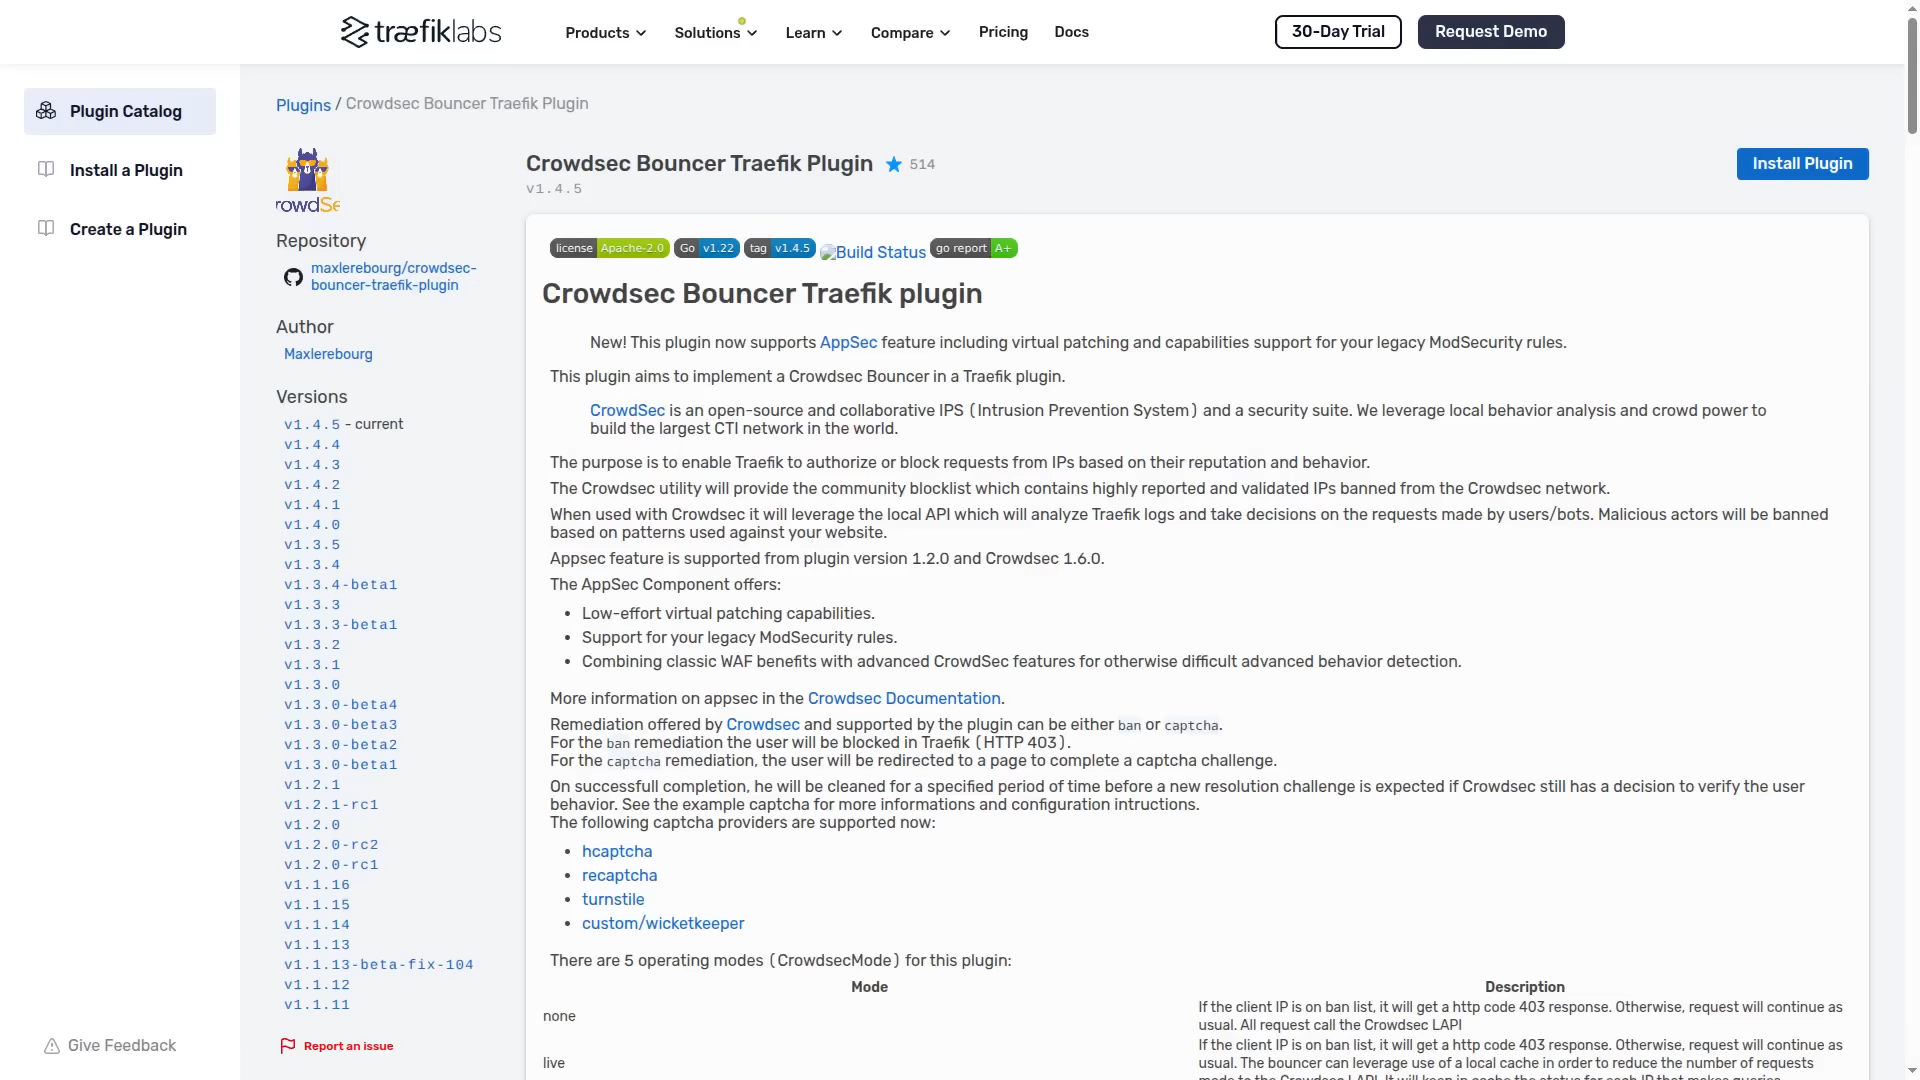 træfiklabs
Products
Solutions
Learn
Compare
Pricing
Docs
30-Day Trial
Request Demo
Plugin Catalog
Install a Plugin
Create a Plugin
Give Feedback
Plugins / Crowdsec Bouncer Traefik Plugin
rowdSe
Repository
maxlerebourg/crowdsec-
bouncer-traefik-plugin
Author
Maxlerebourg
Versions
v1.4.5 - current
v1.4.4
v1.4.3
v1.4.2
v1.4.1
v1.4.0
v1.3.5
v1.3.4
v1.3.4-beta1
v1.3.3
v1.3.3-beta1
v1.3.2
v1.3.1
v1.3.0
v1.3.0-beta4
v1.3.0-beta3
v1.3.0-beta2
v1.3.0-beta1
v1.2.1
v1.2.1-rc1
v1.2.0
v1.2.0-rc2
v1.2.0-rc1
v1.1.16
v1.1.15
v1.1.14
v1.1.13
v1.1.13-beta-fix-104
v1.1.12
v1.1.11
Report an issue
Crowdsec Bouncer Traefik Plugin 514
v1.4.5
Install Plugin
license Apache-2.0 Go v1.22 tag v1.4.5 Build Status go report A+
Crowdsec Bouncer Traefik plugin
New! This plugin now supports AppSec feature including virtual patching and capabilities support for your legacy ModSecurity rules.
This plugin aims to implement a Crowdsec Bouncer in a Traefik plugin.
CrowdSec is an open-source and collaborative IPS (Intrusion Prevention System) and a security suite. We leverage local behavior analysis and crowd power to
build the largest CTI network in the world.
The purpose is to enable Traefik to authorize or block requests from IPs based on their reputation and behavior.
The Crowdsec utility will provide the community blocklist which contains highly reported and validated IPs banned from the Crowdsec network.
When used with Crowdsec it will leverage the local API which will analyze Traefik logs and take decisions on the requests made by users/bots. Malicious actors will be banned
based on patterns used against your website.
Appsec feature is supported from plugin version 1.2.0 and Crowdsec 1.6.0.
The AppSec Component offers:
• Low-effort virtual patching capabilities.
• Support for your legacy ModSecurity rules.
• Combining classic WAF benefits with advanced CrowdSec features for otherwise difficult advanced behavior detection.
More information on appsec in the Crowdsec Documentation.
Remediation offered by Crowdsec and supported by the plugin can be either ban or captcha.
For the ban remediation the user will be blocked in Traefik (HTTP 403).
For the captcha remediation, the user will be redirected to a page to complete a captcha challenge.
On successfull completion, he will be cleaned for a specified period of time before a new resolution challenge is expected if Crowdsec still has a decision to verify the user
behavior. See the example captcha for more informations and configuration intructions.
The following captcha providers are supported now:
• hcaptcha
• recaptcha
• turnstile
• custom/wicketkeeper
There are 5 operating modes (CrowdsecMode) for this plugin:
Mode Description
none
If the client IP is on ban list, it will get a http code 403 response. Otherwise, request will continue as
usual. All request call the Crowdsec LAPI
live
If the client IP is on ban list, it will get a http code 403 response. Otherwise, request will continue as
usual. The bouncer can leverage use of a local cache in order to reduce the number of requests
made to the Crowdsec LAPI. It will keep in cache the status for each IP that makes queries.